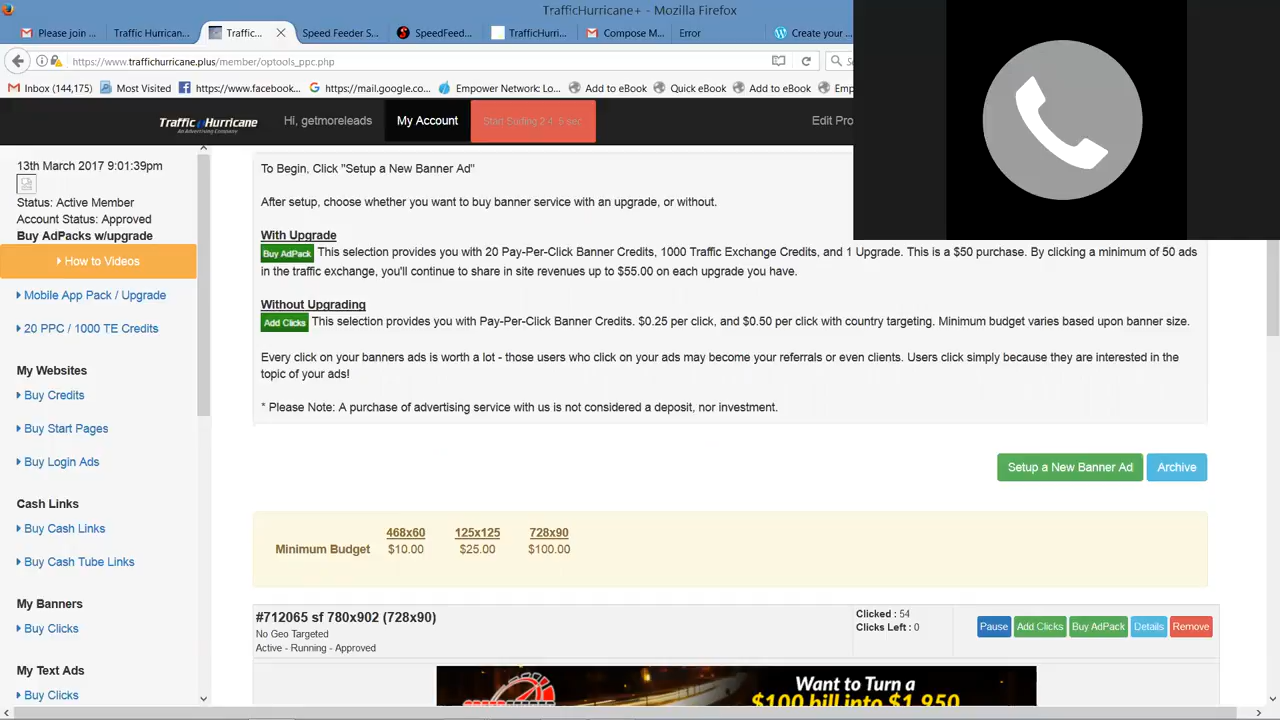 TrafficHurricane+ - Mozilla Firefox
Please join ...
Traffic Hurrican...
Traffic...
Speed Feeder S...
SpeedFeed...
TrafficHurri...
Compose M...
Error
Create your ...
www.traffichurricane.plus/member/optools_ppc.php
Inbox (144,175)
Most Visited
https://www.facebook...
https://mail.google.co...
Empower Network: Lo...
Add to eBook
Quick eBook
Add to eBook
Emp
Traffic Hurricane
An Advertising Company
Hi, getmoreleads
My Account
Edit Pro
13th March 2017 9:01:39pm
Status: Active Member
Account Status: Approved
Buy AdPacks w/upgrade
How to Videos
Mobile App Pack / Upgrade
20 PPC / 1000 TE Credits
My Websites
Buy Credits
Buy Start Pages
Buy Login Ads
Cash Links
Buy Cash Links
Buy Cash Tube Links
My Banners
Buy Clicks
My Text Ads
Buy Clicks
To Begin, Click "Setup a New Banner Ad"
After setup, choose whether you want to buy banner service with an upgrade, or without.
With Upgrade
Buy AdPack This selection provides you with 20 Pay-Per-Click Banner Credits, 1000 Traffic Exchange Credits, and 1 Upgrade. This is a $50 purchase. By clicking a minimum of 50 ads
in the traffic exchange, you'll continue to share in site revenues up to $55.00 on each upgrade you have.
Without Upgrading
Add Clicks This selection provides you with Pay-Per-Click Banner Credits. $0.25 per click, and $0.50 per click with country targeting. Minimum budget varies based upon banner size.
Every click on your banners ads is worth a lot - those users who click on your ads may become your referrals or even clients. Users click simply because they are interested in the
topic of your ads!
* Please Note: A purchase of advertising service with us is not considered a deposit, nor investment.
Setup a New Banner Ad
Archive
468x60 125x125 728x90
Minimum Budget $10.00 $25.00 $100.00
#712065 sf 780x902 (728x90)
No Geo Targeted
Active - Running - Approved
Clicked : 54
Clicks Left : 0
Pause
Add Clicks
Buy AdPack
Details
Remove
Want to Turn a
$100 bill into $1,950